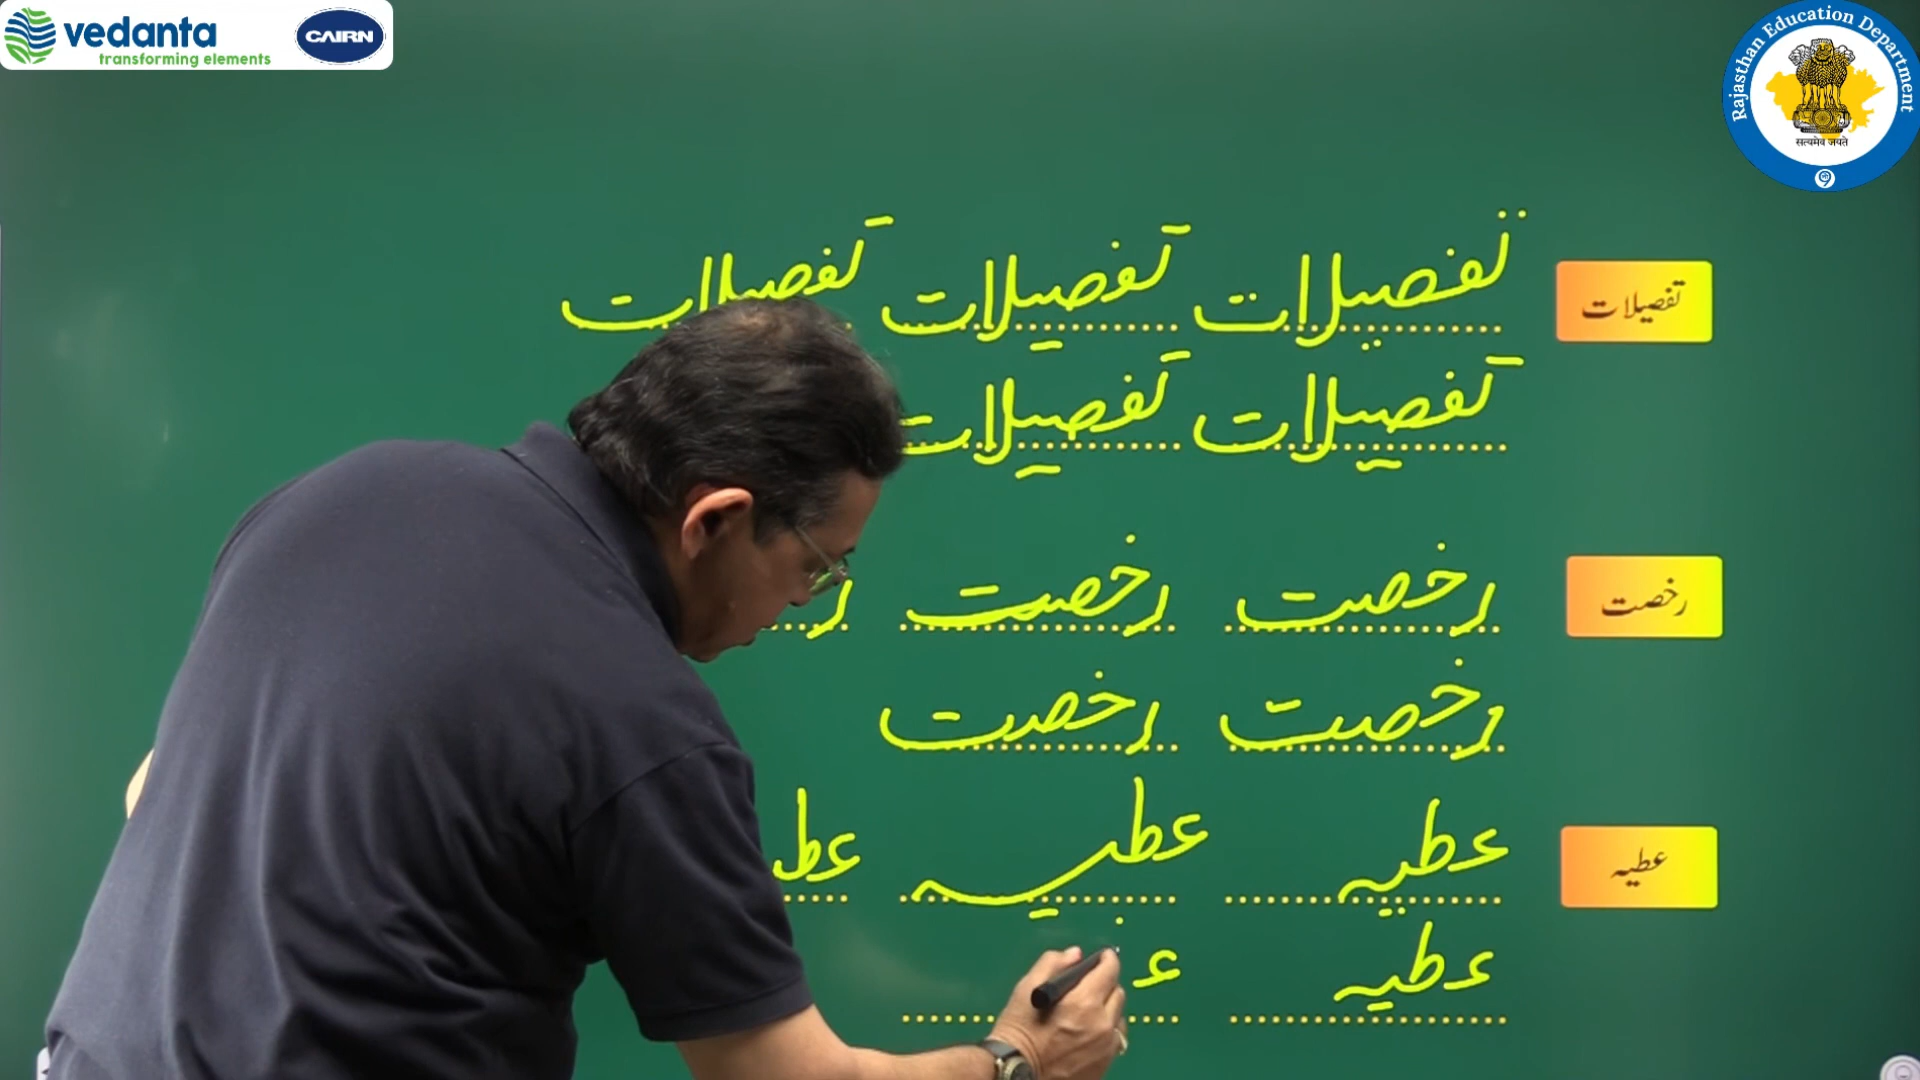 vedanta
transforming elements
CAIRN
Rajasthan Education Department
सत्यमेव जयते
تفصیلات تفصیلات تفصیلات تفصیلات
تفصیلات تفصیلات
رخصت رخصت رخصت ر
رخصت رخصت
عطیہ عطیہ عطیہ عط
عطیہ ع